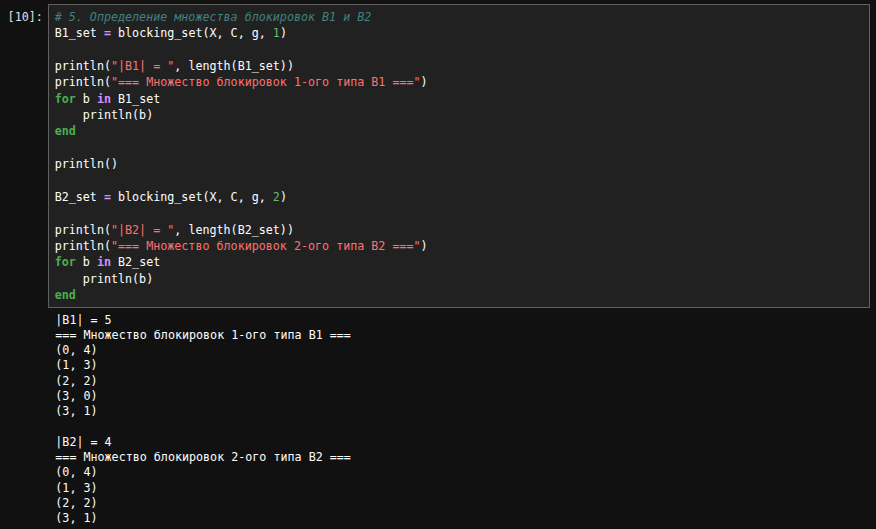 [10]:
# 5. Определение множества блокировок B1 и B2
B1_set = blocking_set(X, C, g, 1)
println("|B1| = ", length(B1_set))
println("=== Множество блокировок 1-ого типа B1 ===")
for b in B1_set
    println(b)
end
println()
B2_set = blocking_set(X, C, g, 2)
println("|B2| = ", length(B2_set))
println("=== Множество блокировок 2-ого типа B2 ===")
for b in B2_set
    println(b)
end
|B1| = 5
=== Множество блокировок 1-ого типа B1 ===
(0, 4)
(1, 3)
(2, 2)
(3, 0)
(3, 1)
|B2| = 4
=== Множество блокировок 2-ого типа B2 ===
(0, 4)
(1, 3)
(2, 2)
(3, 1)